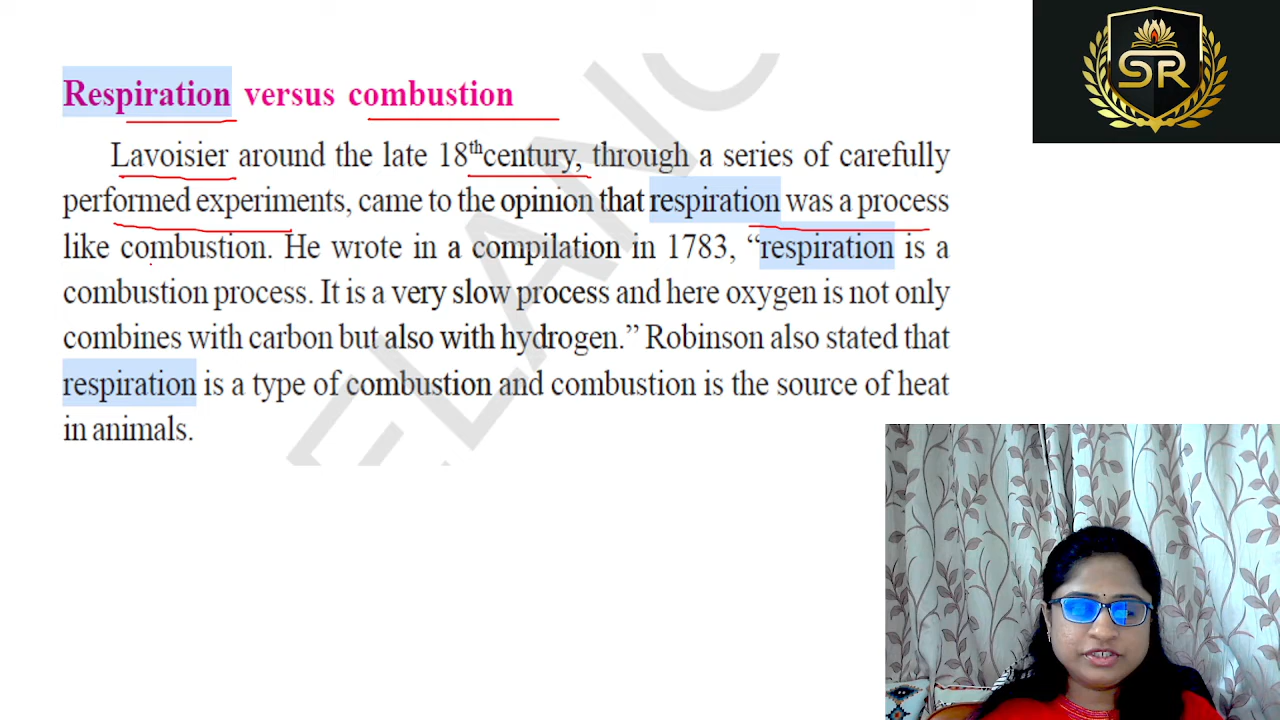 SR
Respiration versus combustion
Lavoisier around the late 18th century, through a series of carefully
performed experiments, came to the opinion that respiration was a process
like combustion. He wrote in a compilation in 1783, “respiration is a
combustion process. It is a very slow process and here oxygen is not only
combines with carbon but also with hydrogen.” Robinson also stated that
respiration is a type of combustion and combustion is the source of heat
in animals.